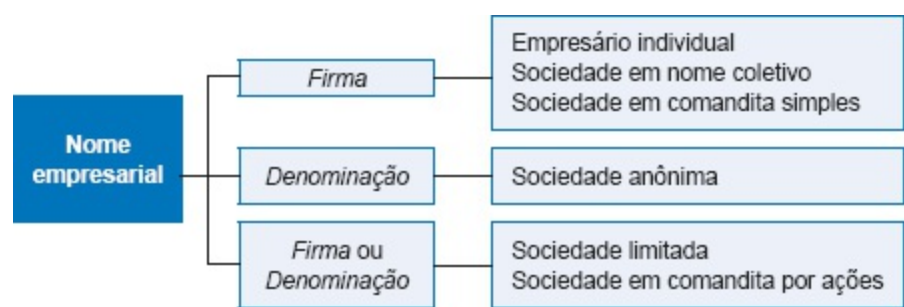 Nome
empresarial
Firma
Empresário individual
Sociedade em nome coletivo
Sociedade em comandita simples
Denominação
Sociedade anônima
Firma ou
Denominação
Sociedade limitada
Sociedade em comandita por ações